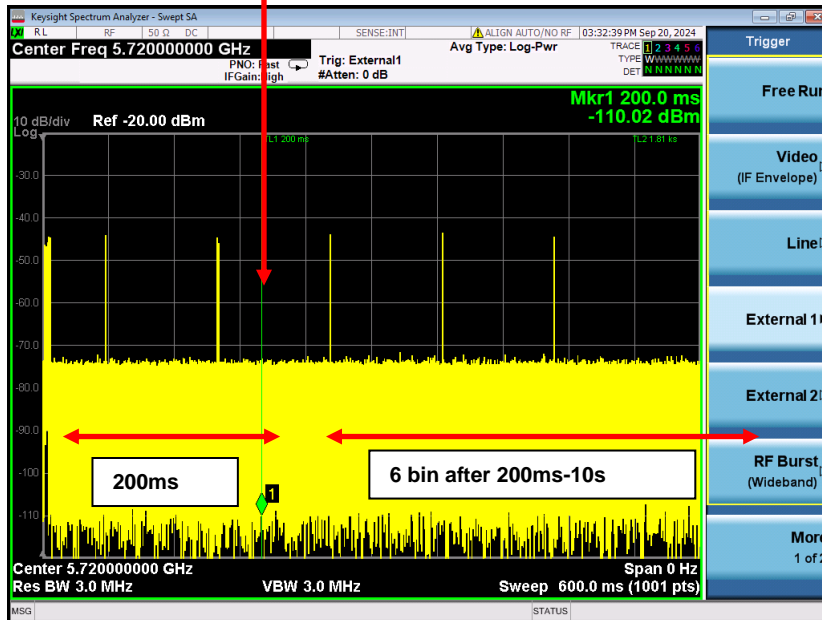 Keysight Spectrum Analyzer - Swept SA
RL RF 50 Ω DC SENSE:INT ALIGN AUTO/NO RF 03:32:39 PM Sep 20, 2024
Center Freq 5.720000000 GHz
PNO: Fast
IFGain:High
Trig: External1
#Atten: 0 dB
Avg Type: Log-Pwr
TRACE 1 2 3 4 5 6
TYPE WWWWWW
DET N N N N N N
Mkr1 200.0 ms
-110.02 dBm
10 dB/div Ref -20.00 dBm
Log
TL1 200 ms TL2 1.81 ks
-30.0
-40.0
-50.0
-60.0
-70.0
-80.0
-90.0
-100
-110
200ms
6 bin after 200ms-10s
1
Center 5.720000000 GHz Span 0 Hz
Res BW 3.0 MHz VBW 3.0 MHz Sweep 600.0 ms (1001 pts)
MSG STATUS
Trigger
Free Run
Video
(IF Envelope)
Line
External 1
External 2
RF Burst
(Wideband)
More
1 of 2